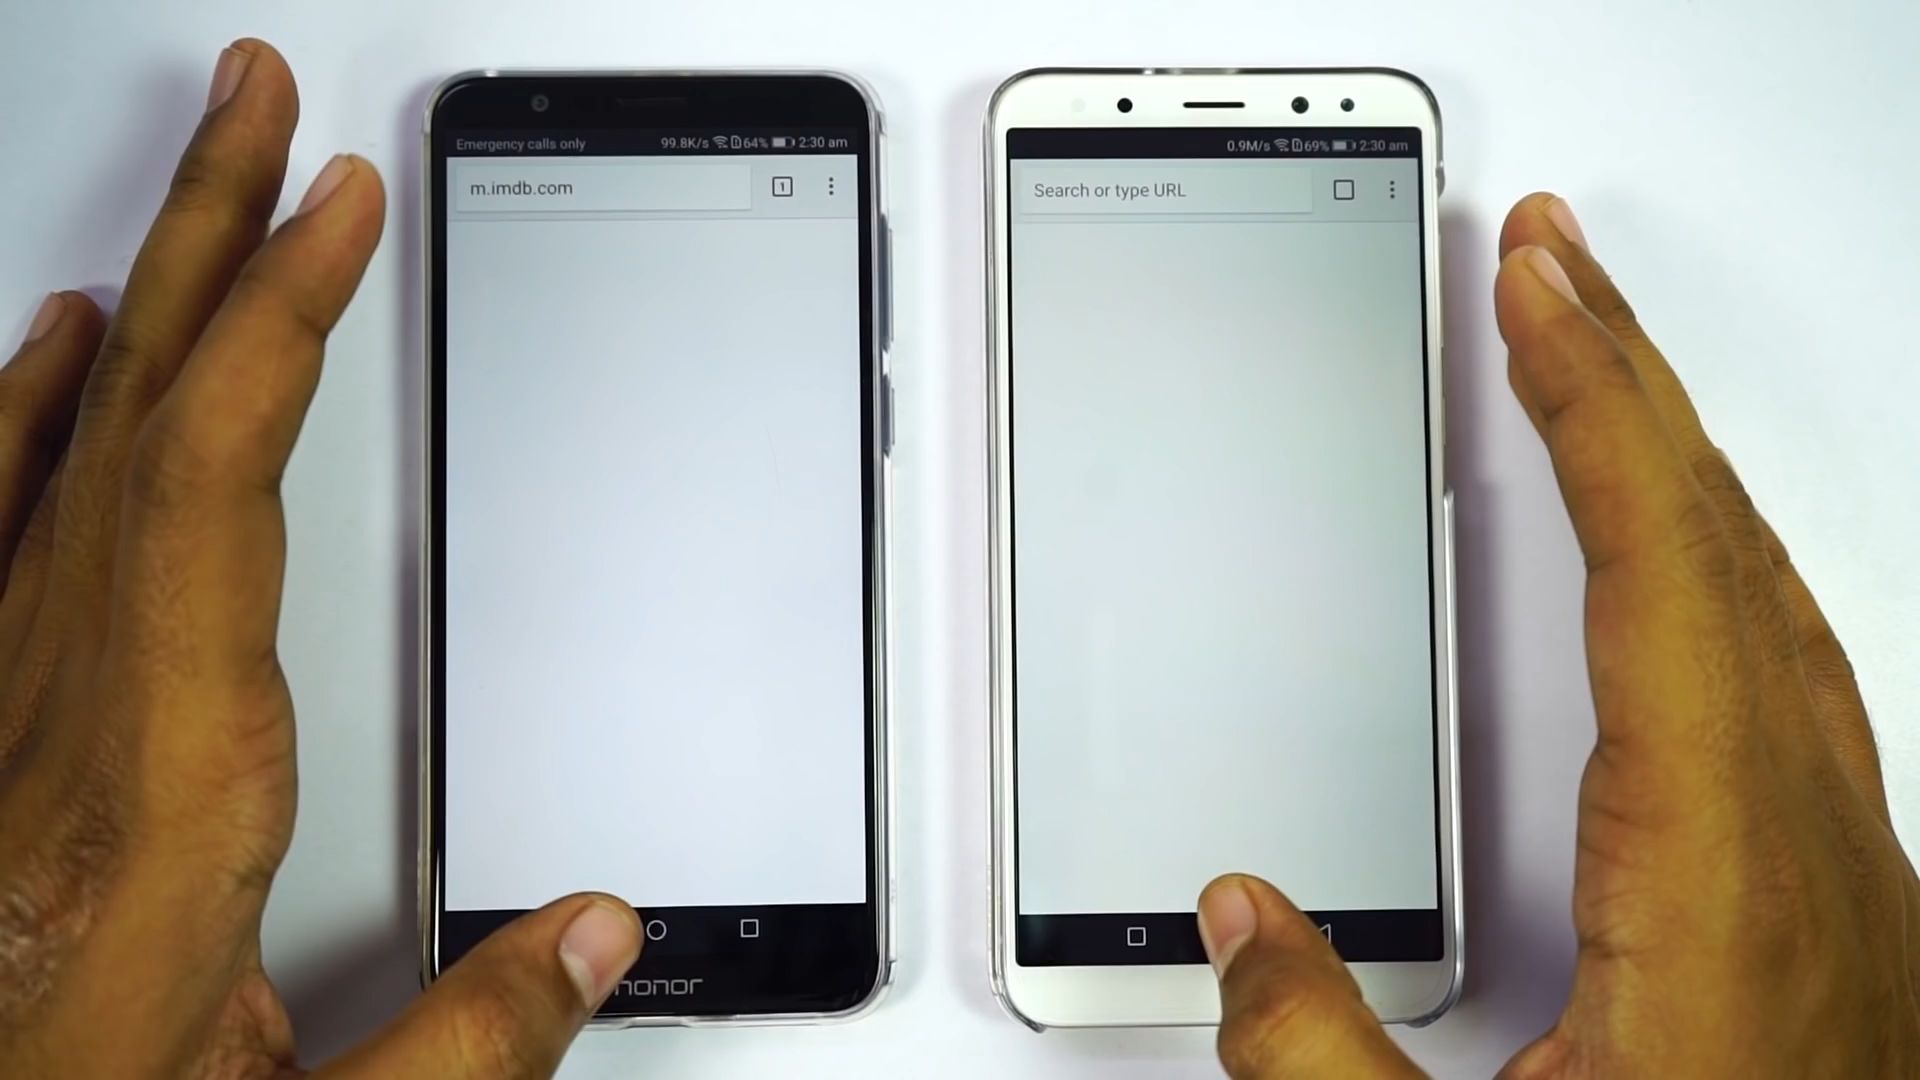 Emergency calls only 99.8K/s 64% 2:30 am
m.imdb.com 1
honor
0.9M/s 69% 2:30 am
Search or type URL